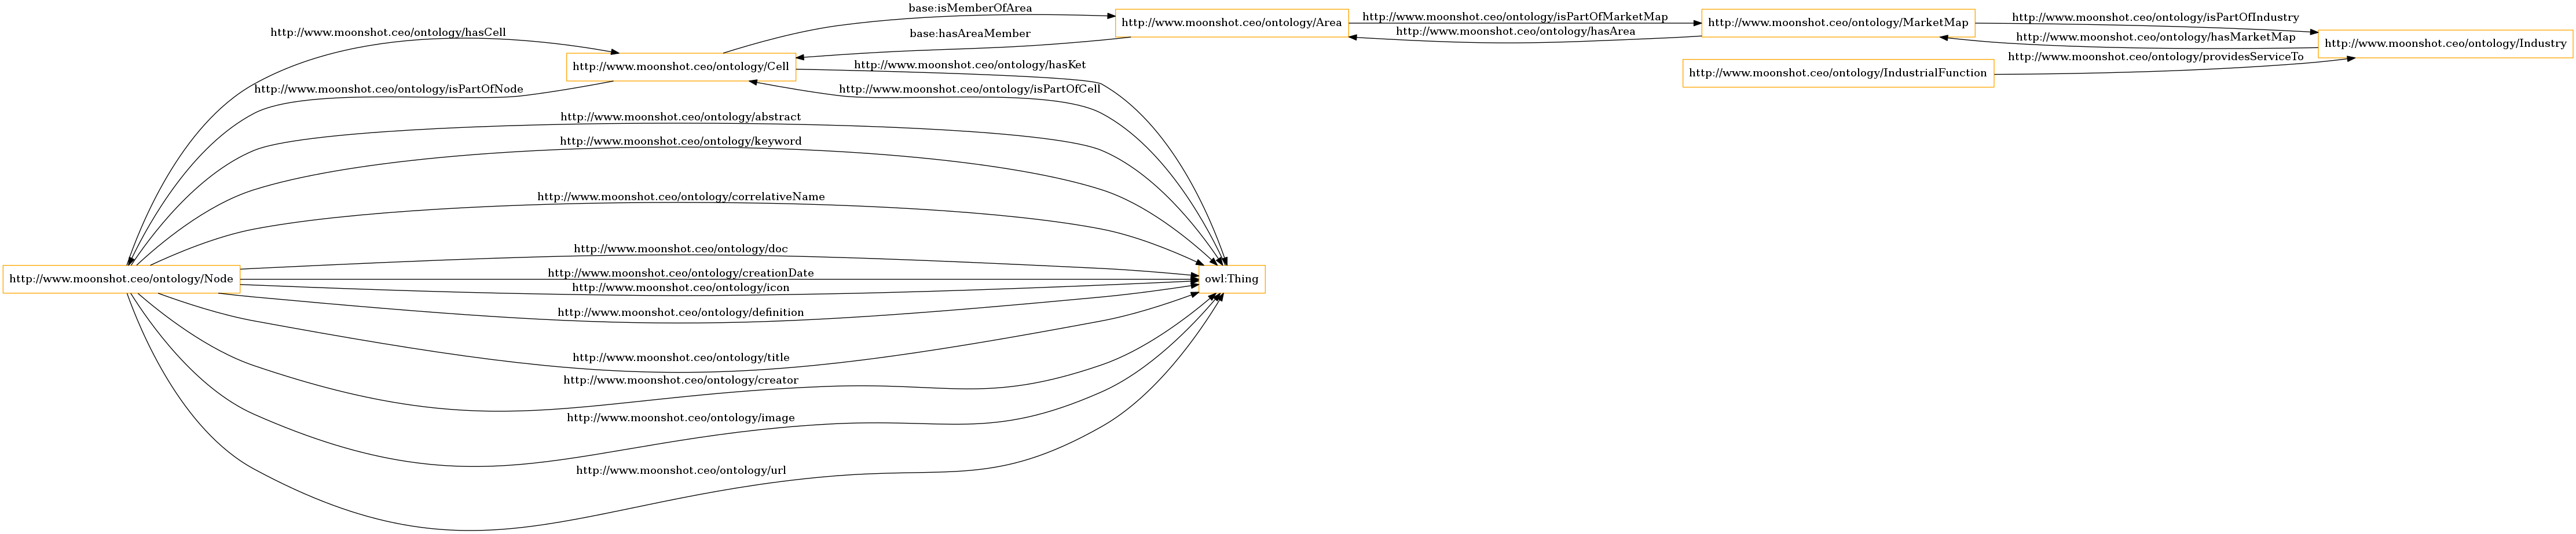 base:isMemberOfArea
http://www.moonshot.ceo/ontology/isPartOfMarketMap
http://www.moonshot.ceo/ontology/isPartOfIndustry
http://www.moonshot.ceo/ontology/Area
http://www.moonshot.ceo/ontology/MarketMap
http://www.moonshot.ceo/ontology/hasCell
base:hasAreaMember
http://www.moonshot.ceo/ontology/hasArea
http://www.moonshot.ceo/ontology/hasMarketMap
http://www.moonshot.ceo/ontology/Industry
http://www.moonshot.ceo/ontology/providesServiceTo
http://www.moonshot.ceo/ontology/Cell
http://www.moonshot.ceo/ontology/hasKet
http://www.moonshot.ceo/ontology/IndustrialFunction
http://www.moonshot.ceo/ontology/isPartOfNode
http://www.moonshot.ceo/ontology/isPartOfCell
http://www.moonshot.ceo/ontology/abstract
http://www.moonshot.ceo/ontology/keyword
http://www.moonshot.ceo/ontology/correlativeName
http://www.moonshot.ceo/ontology/doc
http://www.moonshot.ceo/ontology/creationDate
http://www.moonshot.ceo/ontology/Node
owl:Thing
http://www.moonshot.ceo/ontology/icon
http://www.moonshot.ceo/ontology/definition
http://www.moonshot.ceo/ontology/title
http://www.moonshot.ceo/ontology/creator
http://www.moonshot.ceo/ontology/image
http://www.moonshot.ceo/ontology/url